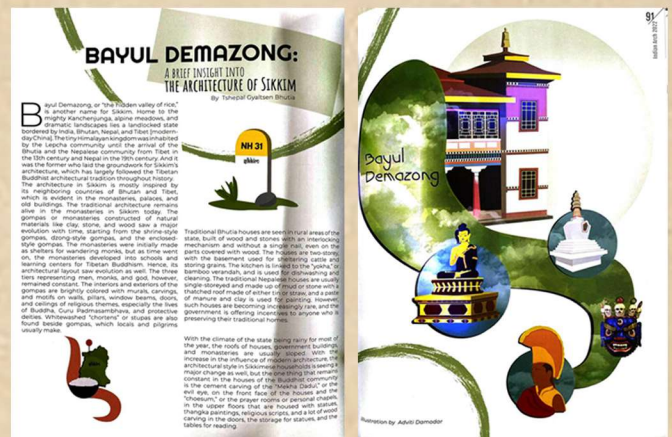 BAYUL DEMAZONG:
A BRIEF INSIGHT INTO
THE ARCHITECTURE OF SIKKIM
By Tshepal Gyaltsen Bhutia
Bayul Demazong, or "the hidden valley of rice,"
is another name for Sikkim. Home to the
mighty Kanchenjunga, alpine meadows, and
dramatic landscapes lies a landlocked state
bordered by India, Bhutan, Nepal, and Tibet [modern-
day-China]. The tiny Himalayan kingdom was inhabited
by the Lepcha community until the arrival of the
Bhutia and the Nepalese community from Tibet in
the 13th century and Nepal in the 19th century. And it
was the former who laid the groundwork for Sikkim's
architecture, which has largely followed the Tibetan
Buddhist architectural tradition throughout history.
The architecture in Sikkim is mostly inspired by
its neighboring countries of Bhutan and Tibet,
which is evident in the monasteries, palaces, and
old buildings. The traditional architecture remains
alive in the monasteries in Sikkim today. The
gompas or monasteries constructed of natural
materials like clay, stone, and wood saw a major
evolution with time, starting from the shrine-style
gompas, dzong-style gompas, and the enclosed-
style gompas. The monasteries were initially made
as shelters for wandering monks, but as time went
on, the monasteries developed into schools and
learning centers for Tibetan Buddhism. Hence, its
architectural layout saw evolution as well. The three
tiers representing men, monks, and god, however,
remained constant. The interiors and exteriors of the
gompas are brightly colored with murals, carvings,
and motifs on walls, pillars, window beams, doors,
and ceilings of religious themes, especially the lives
of Buddha, Guru Padmasambhava, and protective
deities. Whitewashed "chortens" or stupas are also
found beside gompas, which locals and pilgrims
usually make.
NH 31
sikkim
Traditional Bhutia houses are seen in rural areas of the
state, built of wood and stones with an interlocking
mechanism and without a single nail, even on the
parts covered with wood. The houses are two-storey,
with the basement used for sheltering cattle and
storing grains. The kitchen is linked to the "yokha," or
bamboo verandah, and is used for dishwashing and
cleaning. The traditional Nepalese houses are usually
single-storeyed and made up of mud or stone with a
thatched roof made of either tin or straw, and a paste
of manure and clay is used for painting. However,
such houses are becoming increasingly rare, and the
government is offering incentives to anyone who is
preserving their traditional homes.
With the climate of the state being rainy for most of
the year, the roofs of houses, government buildings,
and monasteries are usually sloped. With the
increase in the influence of modern architecture, the
architectural style in Sikkimese households is seeing a
major change as well, but the one thing that remains
constant in the houses of the Buddhist community
is the cement carving of the "Makha Dadui," or the
evil eye, on the front face of the houses and the
"choesum," or the prayer rooms or personal chapels,
in the upper floors that are housed with statues,
thangka paintings, religious scripts, and a lot of wood
carving in the doors, the storage for statues, and the
tables for reading.
91
Indian Arch 2022
Bayul
Demazong
Illustration by Adviti Damodar